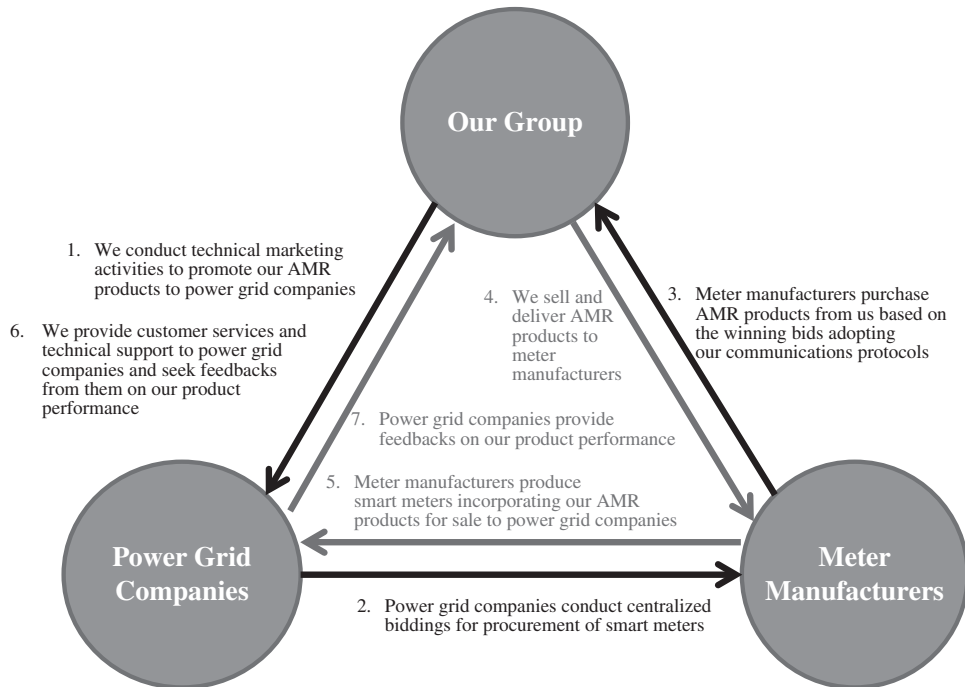 Our Group
1. We conduct technical marketing
activities to promote our AMR
products to power grid companies
6. We provide customer services and
technical support to power grid
companies and seek feedbacks
from them on our product
performance
4. We sell and
deliver AMR
products to
meter
manufacturers
3. Meter manufacturers purchase
AMR products from us based on
the winning bids adopting
our communications protocols
7. Power grid companies provide
feedbacks on our product performance
5. Meter manufacturers produce
smart meters incorporating our AMR
products for sale to power grid companies
Power Grid
Companies
Meter
Manufacturers
2. Power grid companies conduct centralized
biddings for procurement of smart meters